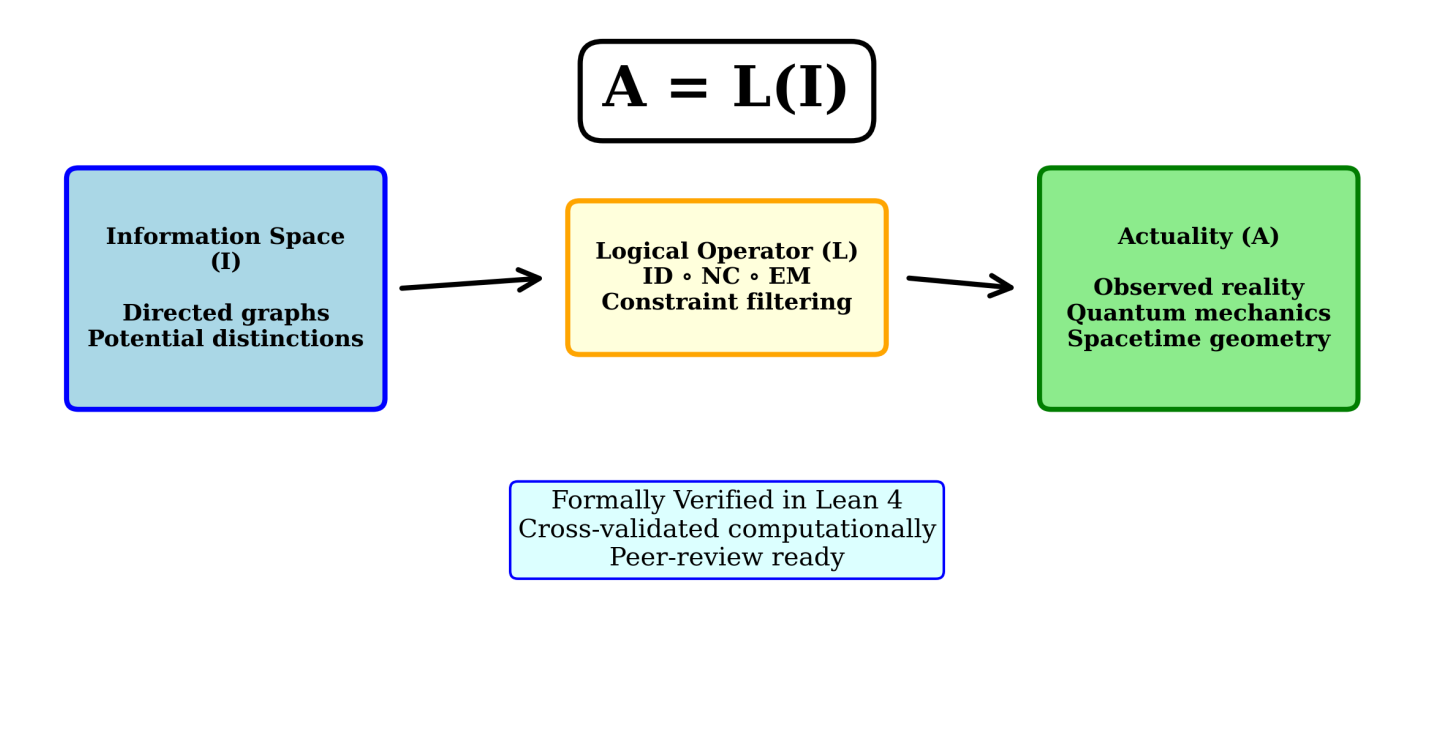 A = L(I)
Information Space
(I)
Directed graphs
Potential distinctions
Logical Operator (L)
ID ∘ NC ∘ EM
Constraint filtering
Actuality (A)
Observed reality
Quantum mechanics
Spacetime geometry
Formally Verified in Lean 4
Cross-validated computationally
Peer-review ready